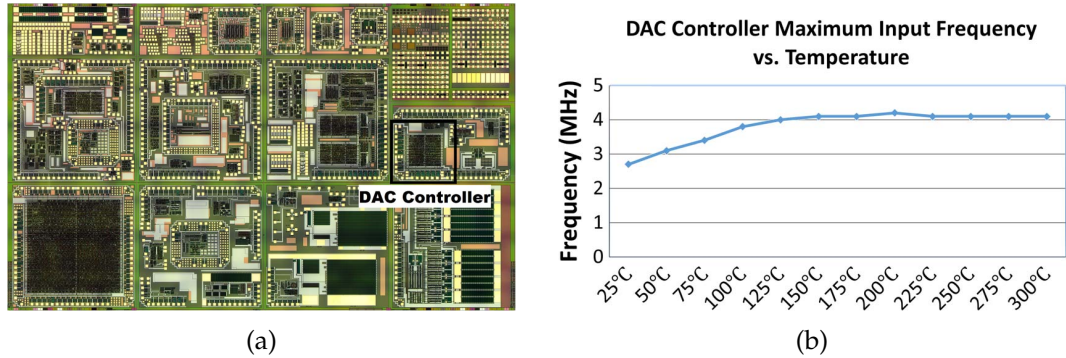 DAC Controller
(a)
DAC Controller Maximum Input Frequency
vs. Temperature
Frequency (MHz)
5
4
3
2
1
0
25°C
50°C
75°C
100°C
125°C
150°C
175°C
200°C
225°C
250°C
275°C
300°C
(b)